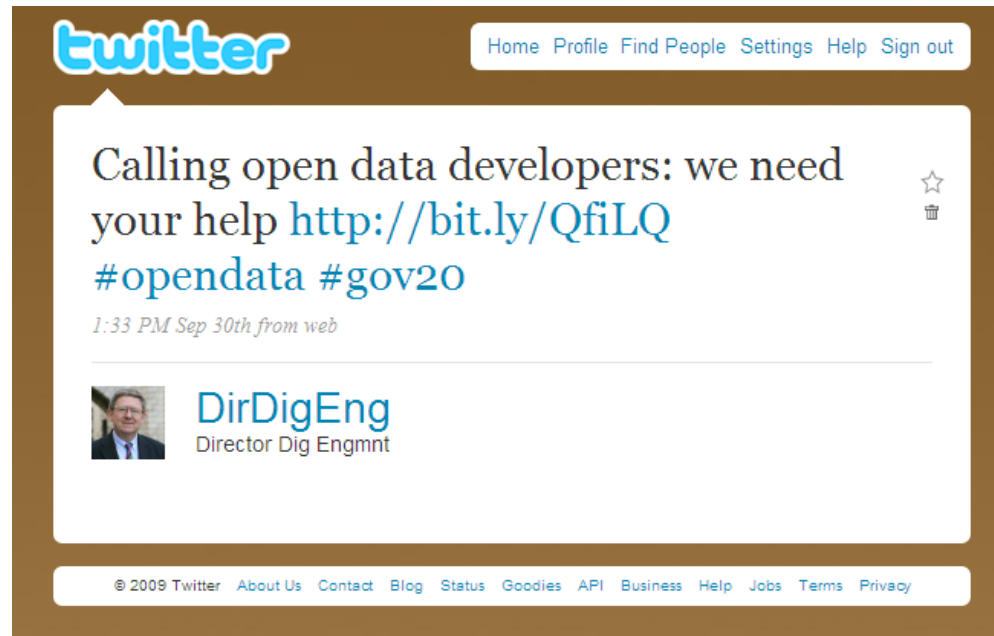 twitter
Home Profile Find People Settings Help Sign out
Calling open data developers: we need
your help http://bit.ly/QfiLQ
#opendata #gov20
1:33 PM Sep 30th from web
DirDigEng
Director Dig Engmnt
© 2009 Twitter About Us Contact Blog Status Goodies API Business Help Jobs Terms Privacy